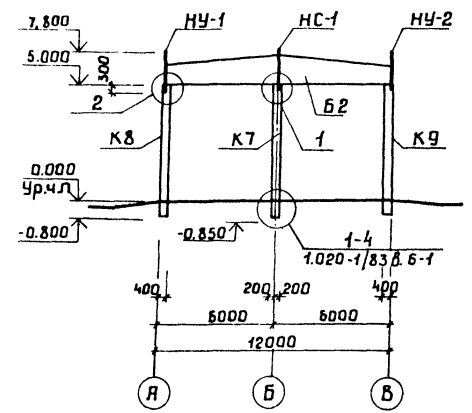 7,800 НУ-1 НС-1 НУ-2
5.000
300
2 Б2
К8 К7 1 К9
0.000
Ур.ч.п.
-0.800 -0.850
1-4
1.020-1/83 в. 6-1
400 200 200 400
6000 6000
12000
А Б В